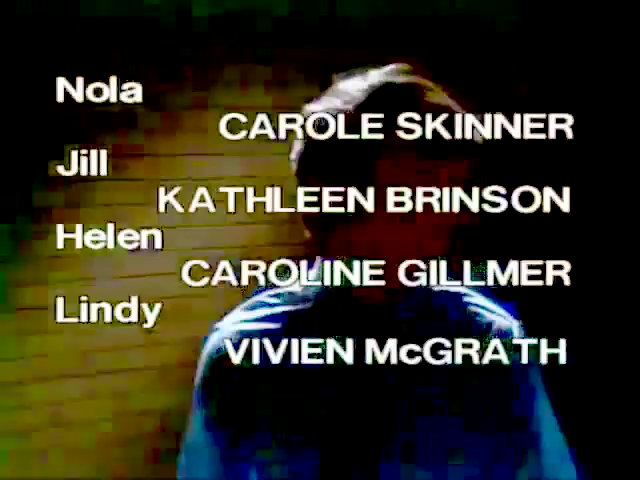 Nola
CAROLE SKINNER
Jill
KATHLEEN BRINSON
Helen
CAROLINE GILLMER
Lindy
VIVIEN McGRATH